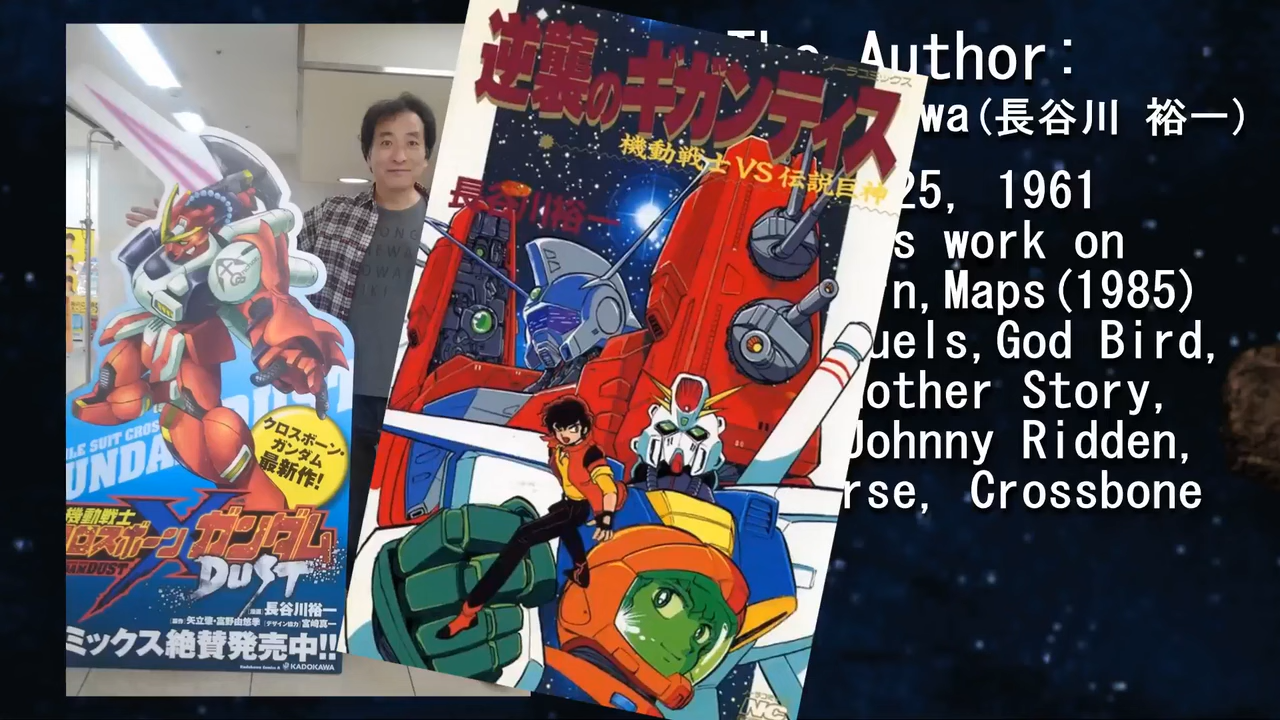 The Author:
wa(長谷川 裕一)
25, 1961
s work on
rn,Maps(1985)
uels,God Bird,
other Story,
Johnny Ridden,
rse, Crossbone
逆襲のギガンティス
機動戦士VS伝説巨神
長谷川裕一
NC
クロスボーン・
ガンダム
最新作!
UNDA
機動戦士
ロスボーン ガンダム
DUST
長谷川裕一
矢立肇・富野由悠季
ミックス絶賛発売中!!
KADOKAWA